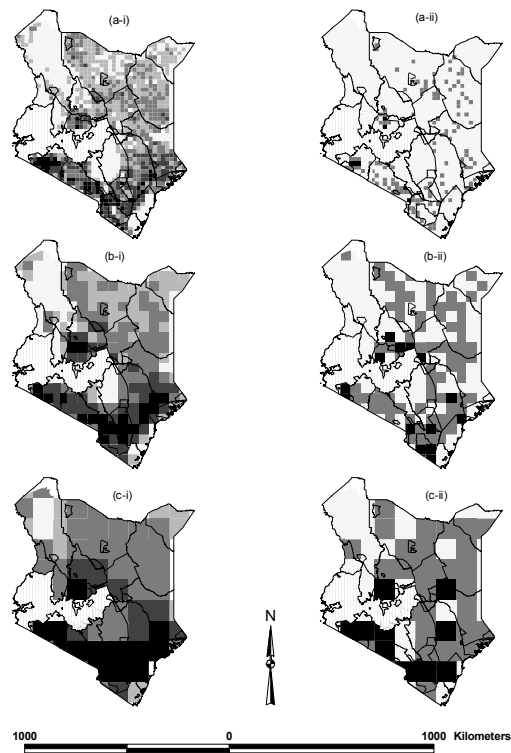 (a-i) (a-ii)
(b-i) (b-ii)
(c-i) (c-ii)
N
1000 0 1000 Kilometers